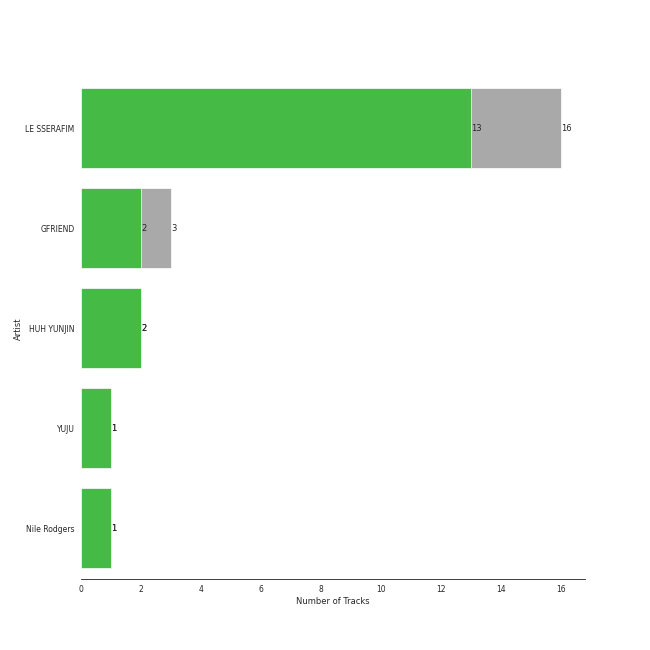 LE SSERAFIM 13 16
GFRIEND 2 3
HUH YUNJIN 2
YUJU 1
Nile Rodgers 1
Artist
0 2 4 6 8 10 12 14 16
Number of Tracks